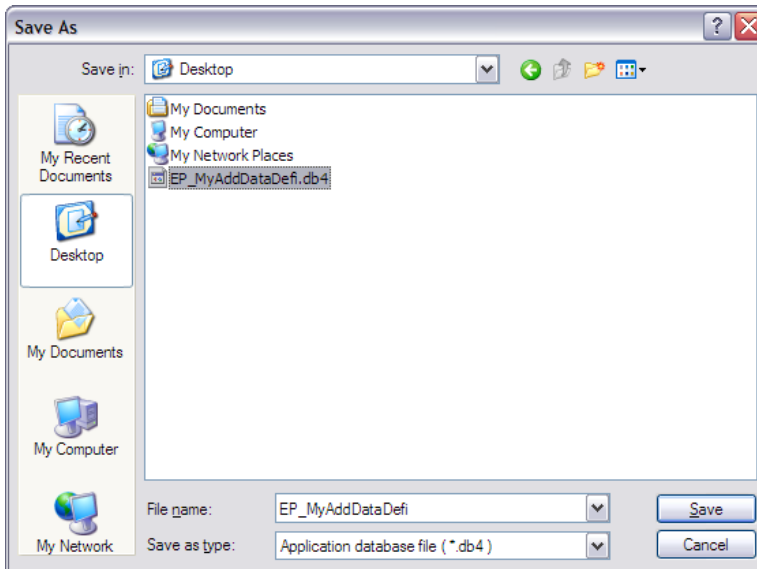 Save As
Save in:
Desktop
My Recent
Documents
Desktop
My Documents
My Computer
My Network
My Documents
My Computer
My Network Places
EP_MyAddDataDefi.db4
File name:
EP_MyAddDataDefi
Save
Save as type:
Application database file ( *.db4 )
Cancel